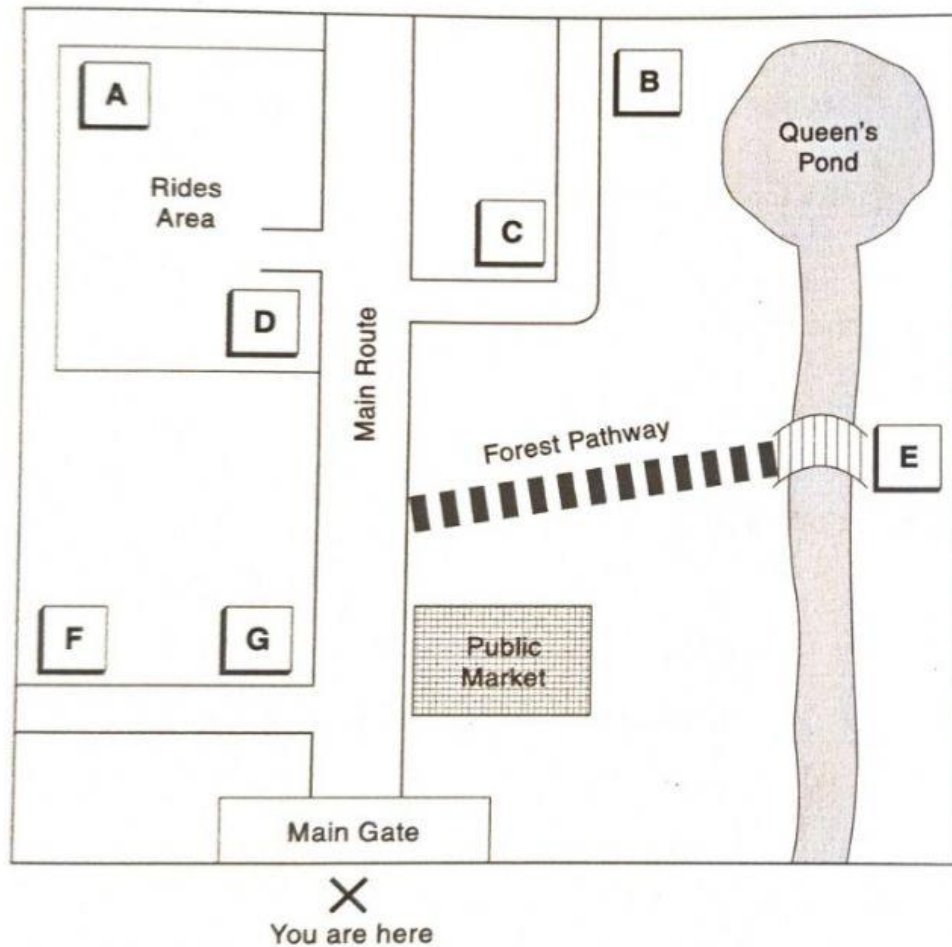 A
B
Queen's
Pond
Rides
Area
C
D
Main Route
Forest Pathway
E
F
G
Public
Market
Main Gate
You are here